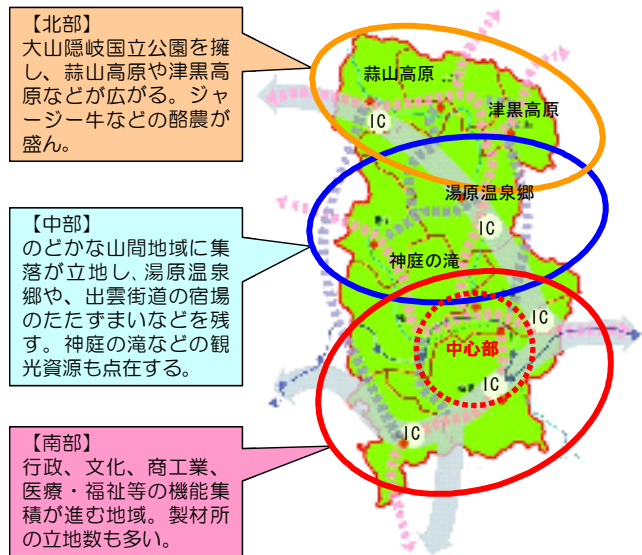 【北部】
大山隠岐国立公園を擁
し、蒜山高原や津黒高
原などが広がる。ジャ
ージー牛などの酪農が
盛ん。
【中部】
のどかな山間地域に集
落が立地し、湯原温泉
郷や、出雲街道の宿場
のたたずまいなどを残
す。神庭の滝などの観
光資源も点在する。
【南部】
行政、文化、商工業、
医療・福祉等の機能集
積が進む地域。製材所
の立地数も多い。
蒜山高原
津黒高原
IC
湯原温泉郷
IC
神庭の滝
IC
中心部
IC
IC